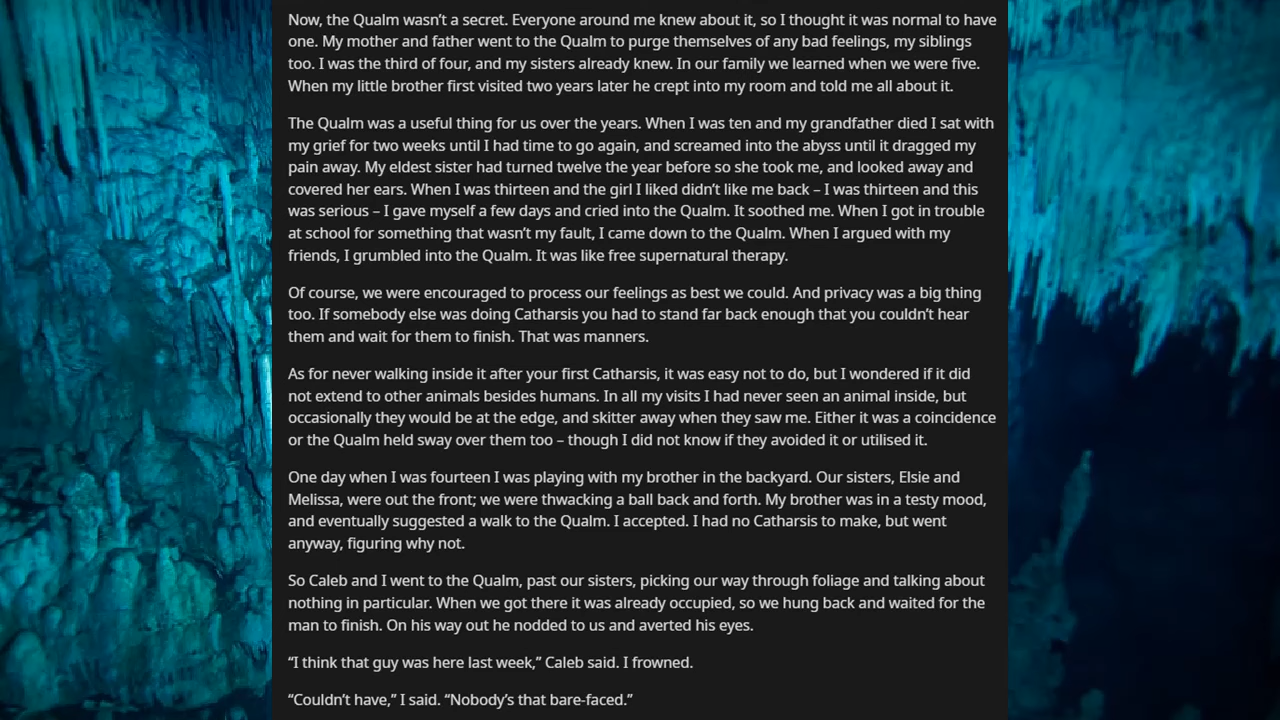 Now, the Qualm wasn’t a secret. Everyone around me knew about it, so I thought it was normal to have
one. My mother and father went to the Qualm to purge themselves of any bad feelings, my siblings
too. I was the third of four, and my sisters already knew. In our family we learned when we were five.
When my little brother first visited two years later he crept into my room and told me all about it.
The Qualm was a useful thing for us over the years. When I was ten and my grandfather died I sat with
my grief for two weeks until I had time to go again, and screamed into the abyss until it dragged my
pain away. My eldest sister had turned twelve the year before so she took me, and looked away and
covered her ears. When I was thirteen and the girl I liked didn’t like me back – I was thirteen and this
was serious – I gave myself a few days and cried into the Qualm. It soothed me. When I got in trouble
at school for something that wasn’t my fault, I came down to the Qualm. When I argued with my
friends, I grumbled into the Qualm. It was like free supernatural therapy.
Of course, we were encouraged to process our feelings as best we could. And privacy was a big thing
too. If somebody else was doing Catharsis you had to stand far back enough that you couldn’t hear
them and wait for them to finish. That was manners.
As for never walking inside it after your first Catharsis, it was easy not to do, but I wondered if it did
not extend to other animals besides humans. In all my visits I had never seen an animal inside, but
occasionally they would be at the edge, and skitter away when they saw me. Either it was a coincidence
or the Qualm held sway over them too – though I did not know if they avoided it or utilised it.
One day when I was fourteen I was playing with my brother in the backyard. Our sisters, Elsie and
Melissa, were out the front; we were thwacking a ball back and forth. My brother was in a testy mood,
and eventually suggested a walk to the Qualm. I accepted. I had no Catharsis to make, but went
anyway, figuring why not.
So Caleb and I went to the Qualm, past our sisters, picking our way through foliage and talking about
nothing in particular. When we got there it was already occupied, so we hung back and waited for the
man to finish. On his way out he nodded to us and averted his eyes.
“I think that guy was here last week,” Caleb said. I frowned.
“Couldn’t have,” I said. “Nobody’s that bare-faced.”